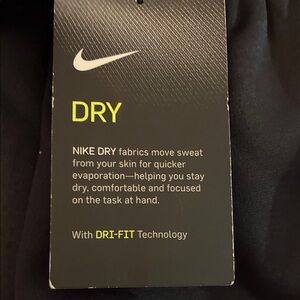 DRY
NIKE DRY fabrics move sweat
from your skin for quicker
evaporation—helping you stay
dry, comfortable and focused
on the task at hand.
With DRI-FIT Technology